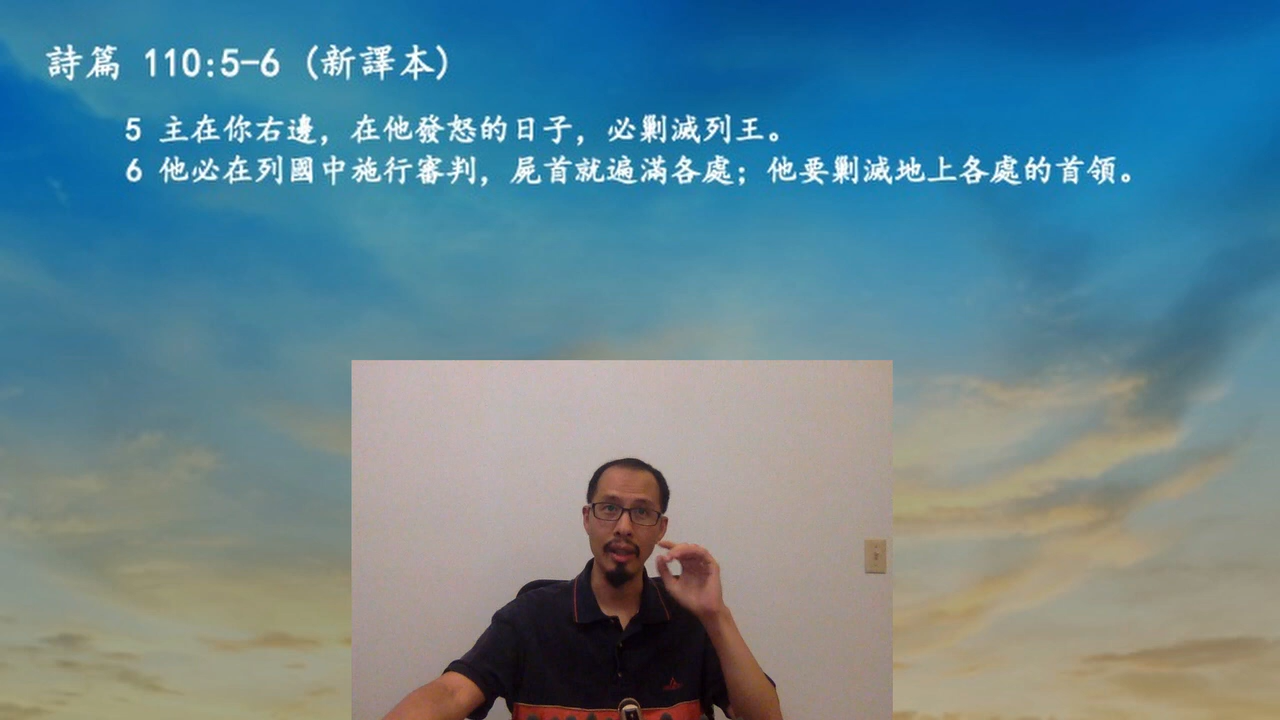 詩篇 110:5-6 (新譯本)
5 主在你右邊，在他發怒的日子，必剿滅列王。
6 他必在列國中施行審判，屍首就遍滿各處；他要剿滅地上各處的首領。